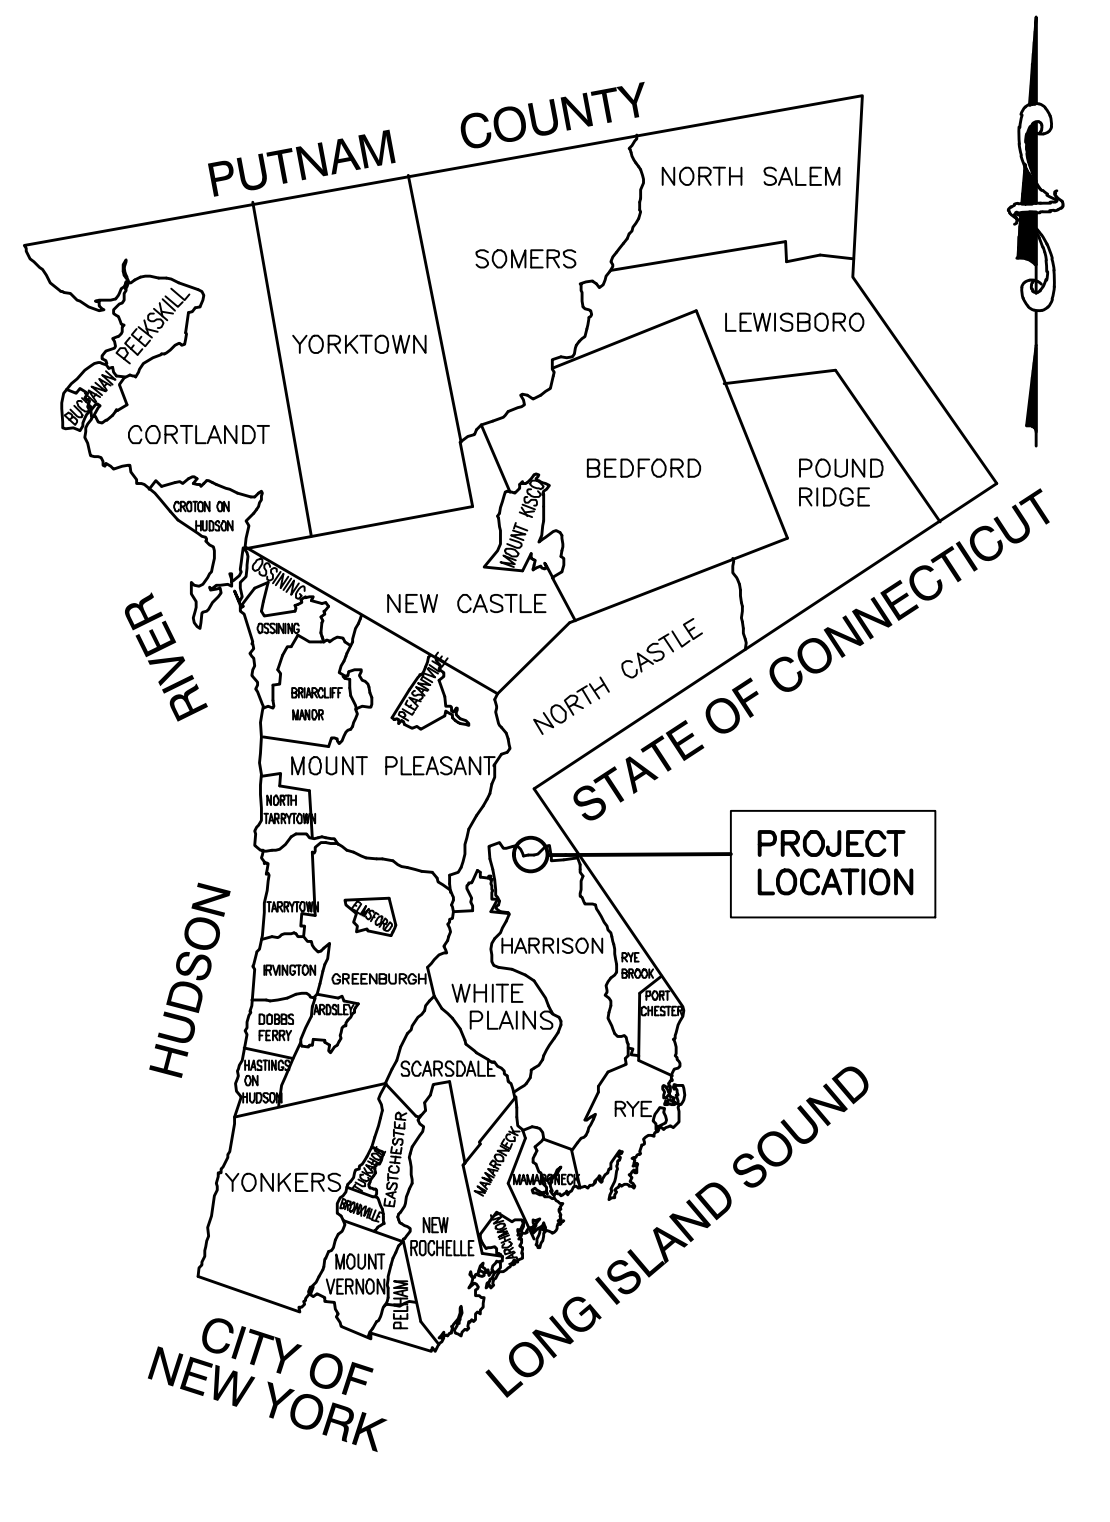 PUTNAM COUNTY
NORTH SALEM
SOMERS
PEEKSKILL
LEWISBORO
YORKTOWN
BUCHANAN
CORTLANDT
BEDFORD
POUND
RIDGE
MOUNT KISCO
CROTON ON
HUDSON
OSSINING
NEW CASTLE
OSSINING
NORTH CASTLE
STATE OF CONNECTICUT
HUDSON RIVER
PLEASANTVILLE
BRIARCLIFF
MANOR
MOUNT PLEASANT
NORTH
TARRYTOWN
PROJECT
LOCATION
TARRYTOWN
ELMSFORD
HARRISON
RYE
BROOK
IRVINGTON
GREENBURGH
WHITE
PLAINS
PORT
CHESTER
ARDSLEY
DOBBS
FERRY
SCARSDALE
HASTINGS
ON
HUDSON
RYE
EASTCHESTER
MAMARONECK
MAMARONECK
TUCKAHOE
YONKERS
BRONXVILLE
NEW
ROCHELLE
LARCHMONT
MOUNT
VERNON
PELHAM
LONG ISLAND SOUND
CITY OF
NEW YORK